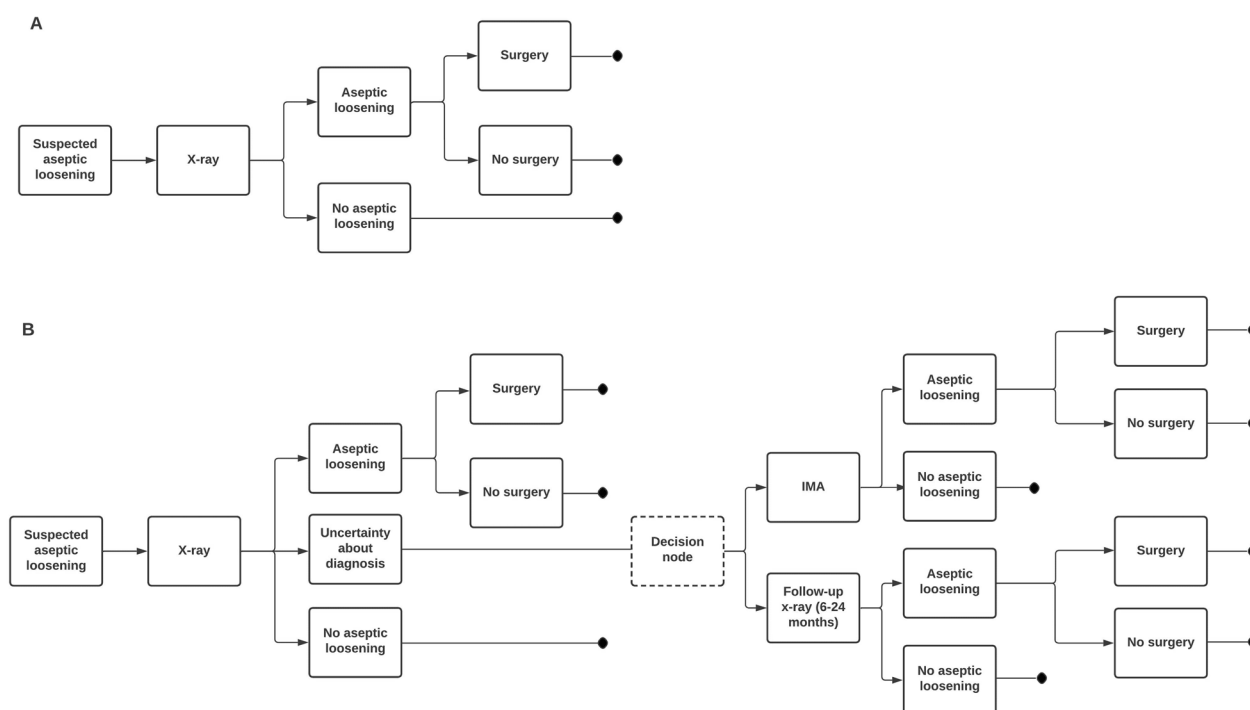 A
Surgery
Aseptic
loosening
Suspected
aseptic
loosening
X-ray
No surgery
No aseptic
loosening
B
Surgery
Aseptic
loosening
No surgery
Suspected
aseptic
loosening
X-ray
Uncertainty
about
diagnosis
No aseptic
loosening
Decision
node
IMA
Aseptic
loosening
Surgery
No surgery
No aseptic
loosening
Follow-up
x-ray (6-24
months)
Aseptic
loosening
Surgery
No surgery
No aseptic
loosening